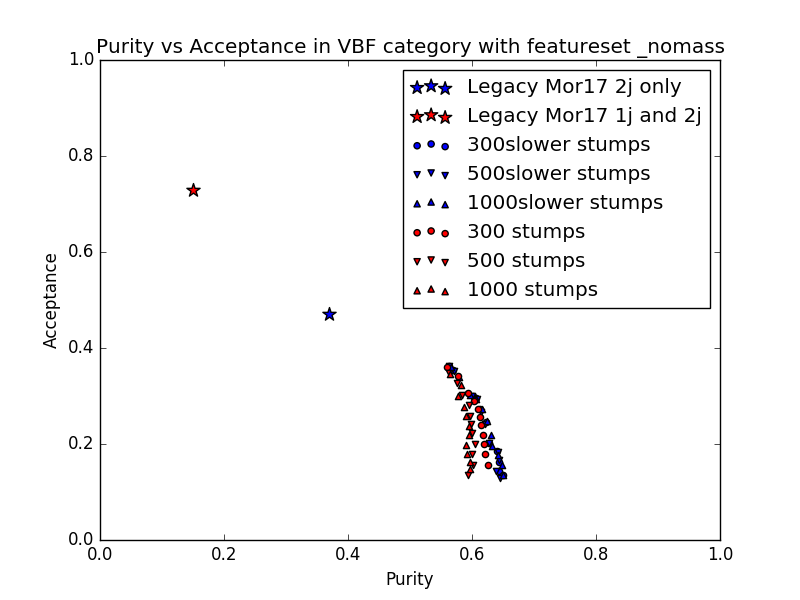 Purity vs Acceptance in VBF category with featureset _nomass
1.0
0.8
0.6
0.4
0.2
0.0
Acceptance
Legacy Mor17 2j only
Legacy Mor17 1j and 2j
300slower stumps
500slower stumps
1000slower stumps
300 stumps
500 stumps
1000 stumps
0.0 0.2 0.4 0.6 0.8 1.0
Purity